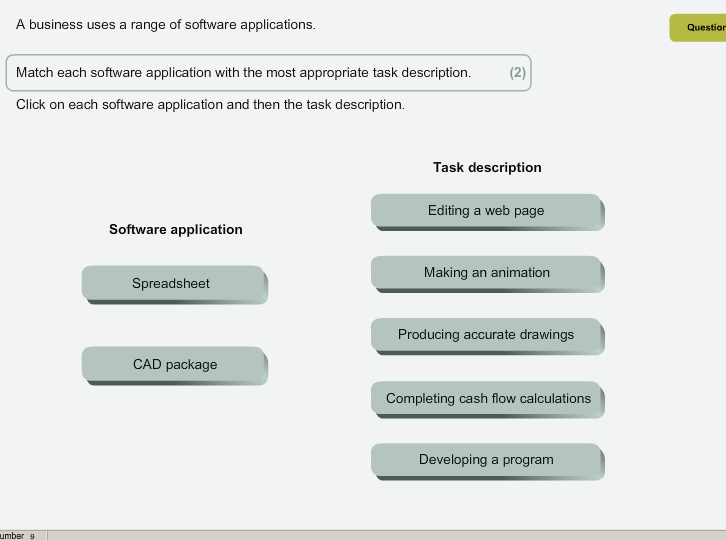 A business uses a range of software applications.
Match each software application with the most appropriate task description. (2)
Click on each software application and then the task description.
Task description
Editing a web page
Software application
Making an animation
Spreadsheet
Producing accurate drawings
CAD package
Completing cash flow calculations
Developing a program
9